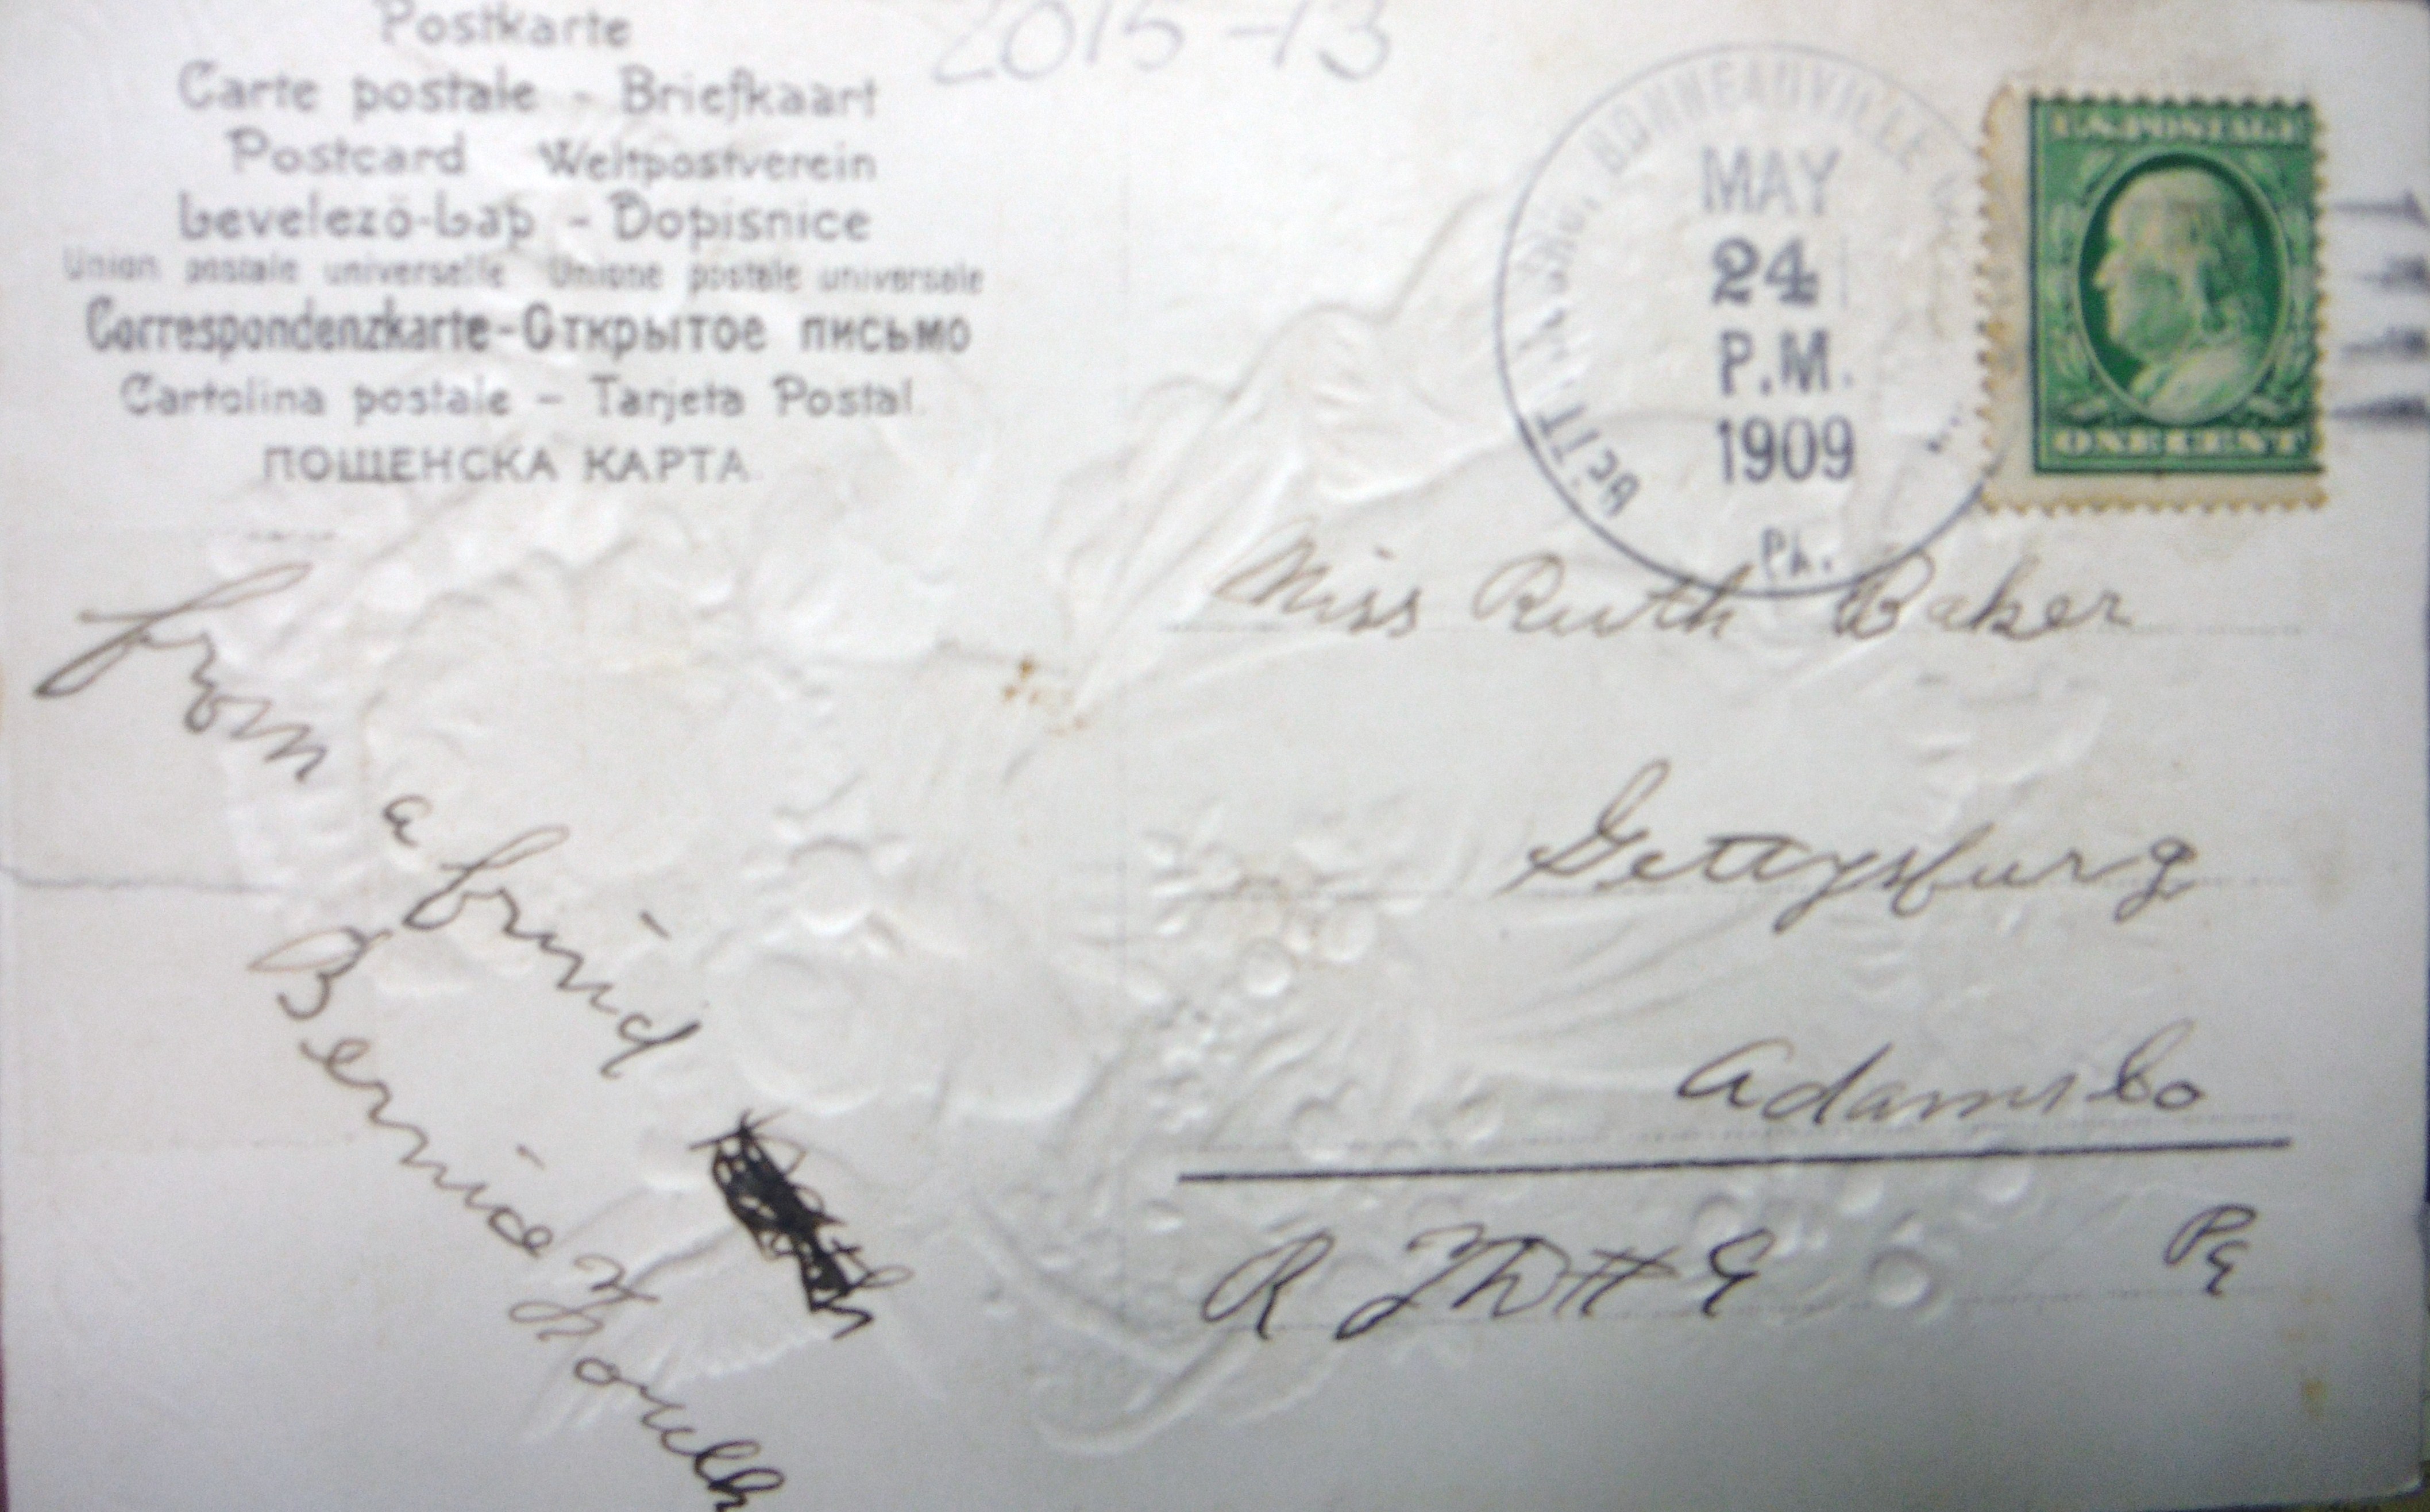 2015-13
Postkarte
Carte postale - Briefkaart
Postcard Weltpostverein
Levelezö-Lap - Dopisnice
Union postale universelle Unione postale universale
Correspondenzkarte-Открытое письмо
Cartolina postale - Tarjeta Postal.
ПОЩЕНСКА КАРТА
BONNEAUVILLE
MAY
24
P.M.
1909
PA.
U.S. POSTAGE
ONE CENT
Miss Ruth Baker
Gettysburg
Adams Co
Pa
R
from
a frind
Bernice